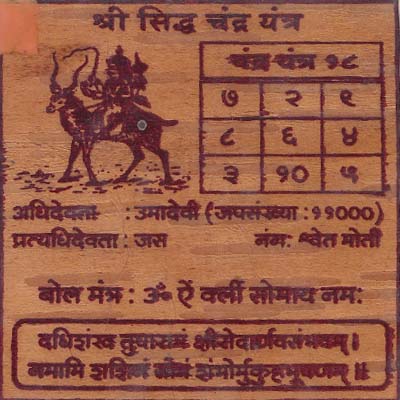 श्री सिद्ध चंद्र यंत्र
चंद्र यंत्र १८
७ २ ९
८ ६ ४
३ १० ५
अधिदेवता : उमादेवी (जपसंख्या : ११०००)
प्रत्यधिदेवता : जस नंग: श्वेत मोती
बोल मंत्र : ॐ ऐं क्लीं सोमाय नमः
दधिशंख तुषाराभं क्षीरोदार्णवसंभवम् ।
नमामि शशिनं सोमं शंभोर्मुकुटभूषणम् ॥